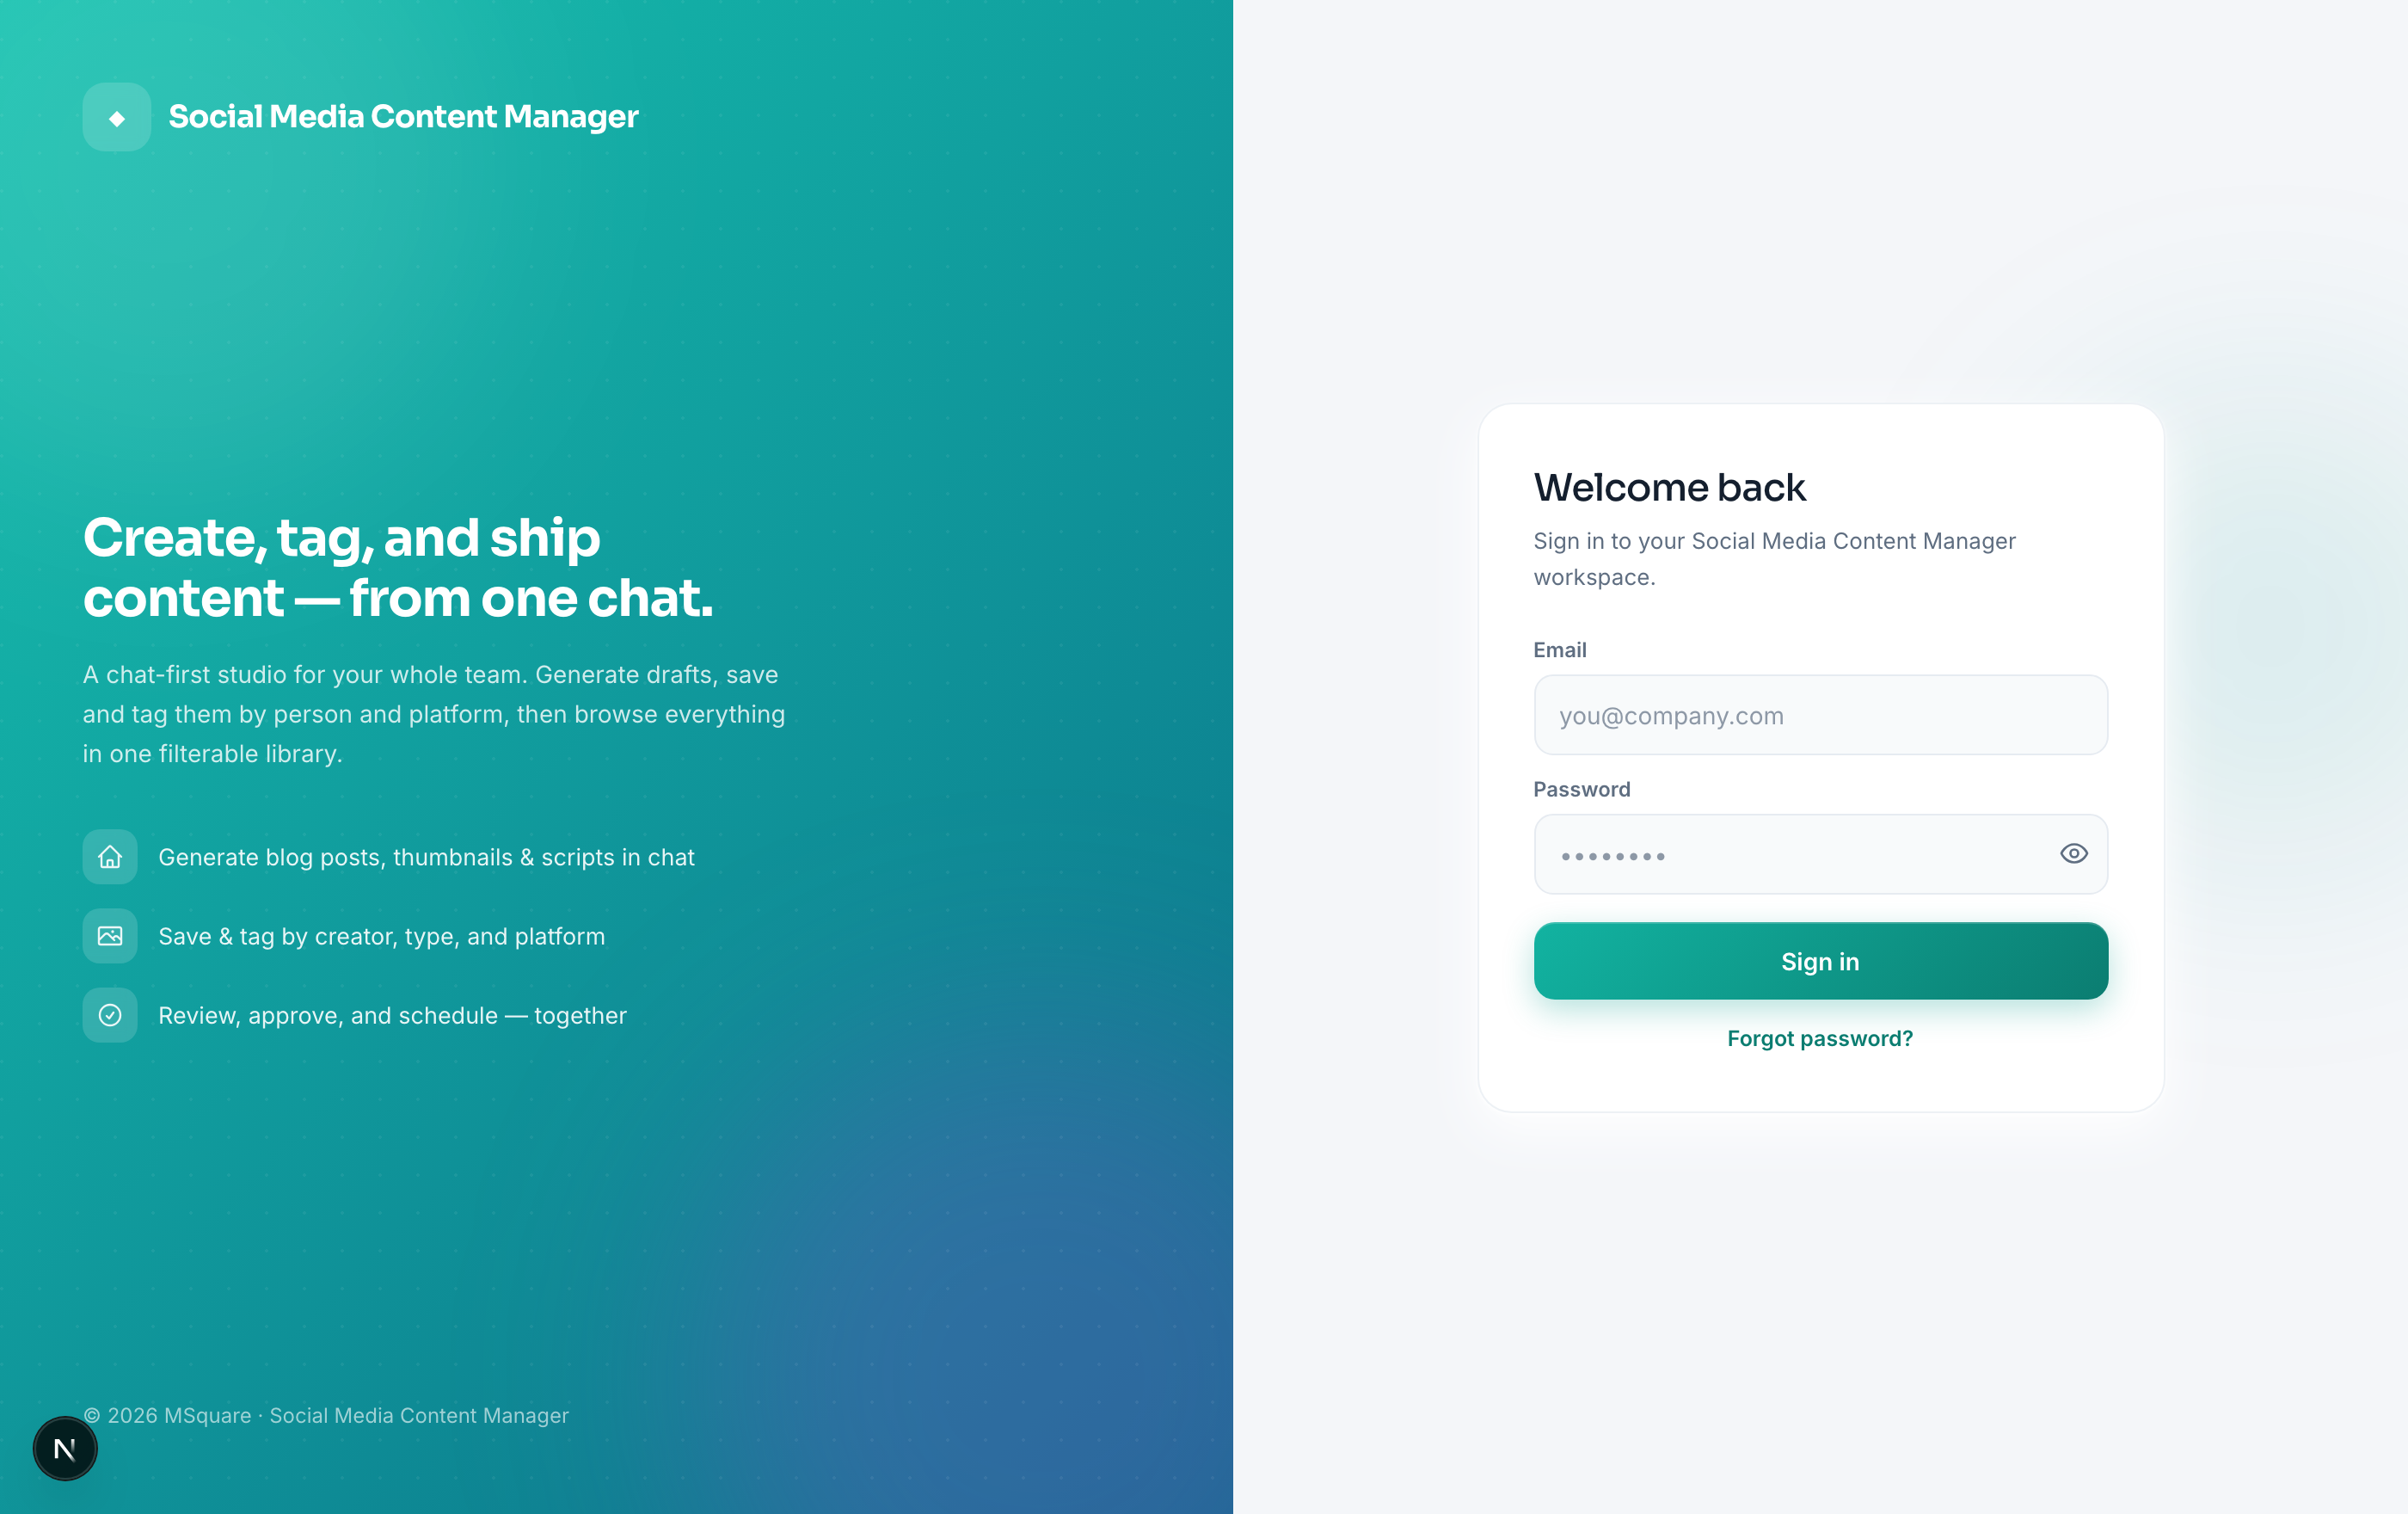 Social Media Content Manager
Create, tag, and ship
content — from one chat.
A chat-first studio for your whole team. Generate drafts, save
and tag them by person and platform, then browse everything
in one filterable library.
Generate blog posts, thumbnails & scripts in chat
Save & tag by creator, type, and platform
Review, approve, and schedule — together
© 2026 MSquare · Social Media Content Manager
N
Welcome back
Sign in to your Social Media Content Manager
workspace.
Email
you@company.com
Password
••••••••
Sign in
Forgot password?